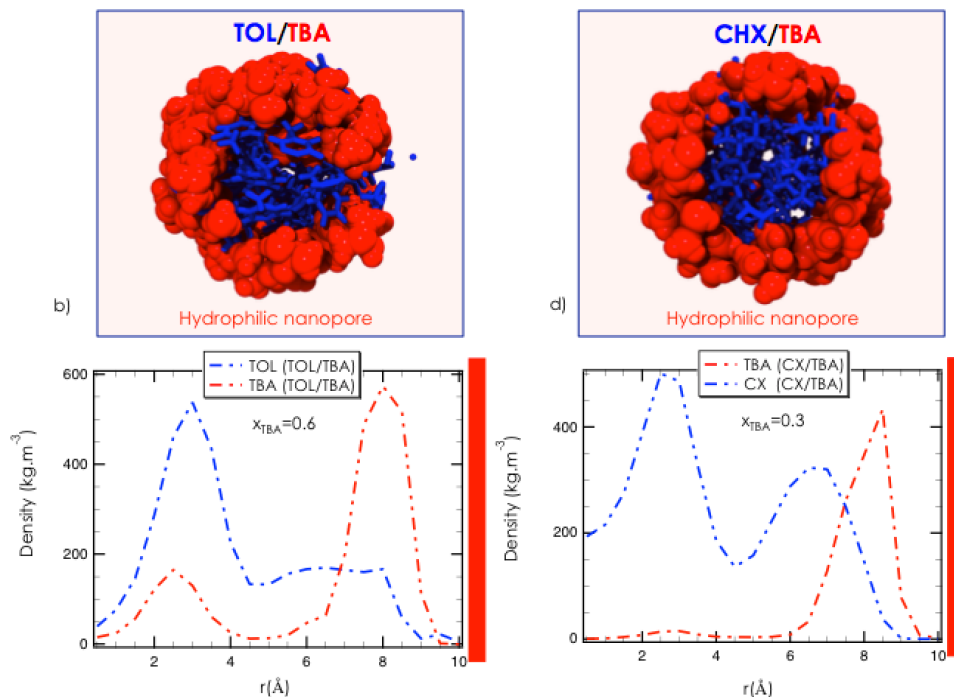 TOL/TBA
b)
Hydrophilic nanopore
CHX/TBA
d)
Hydrophilic nanopore
TOL (TOL/TBA)
TBA (TOL/TBA)
xTBA=0.6
600
400
200
0
Density (kg.m-3)
2 4 6 8 10
r(Å)
TBA (CX/TBA)
CX (CX/TBA)
xTBA=0.3
400
200
0
Density (kg.m-3)
2 4 6 8 10
r(Å)